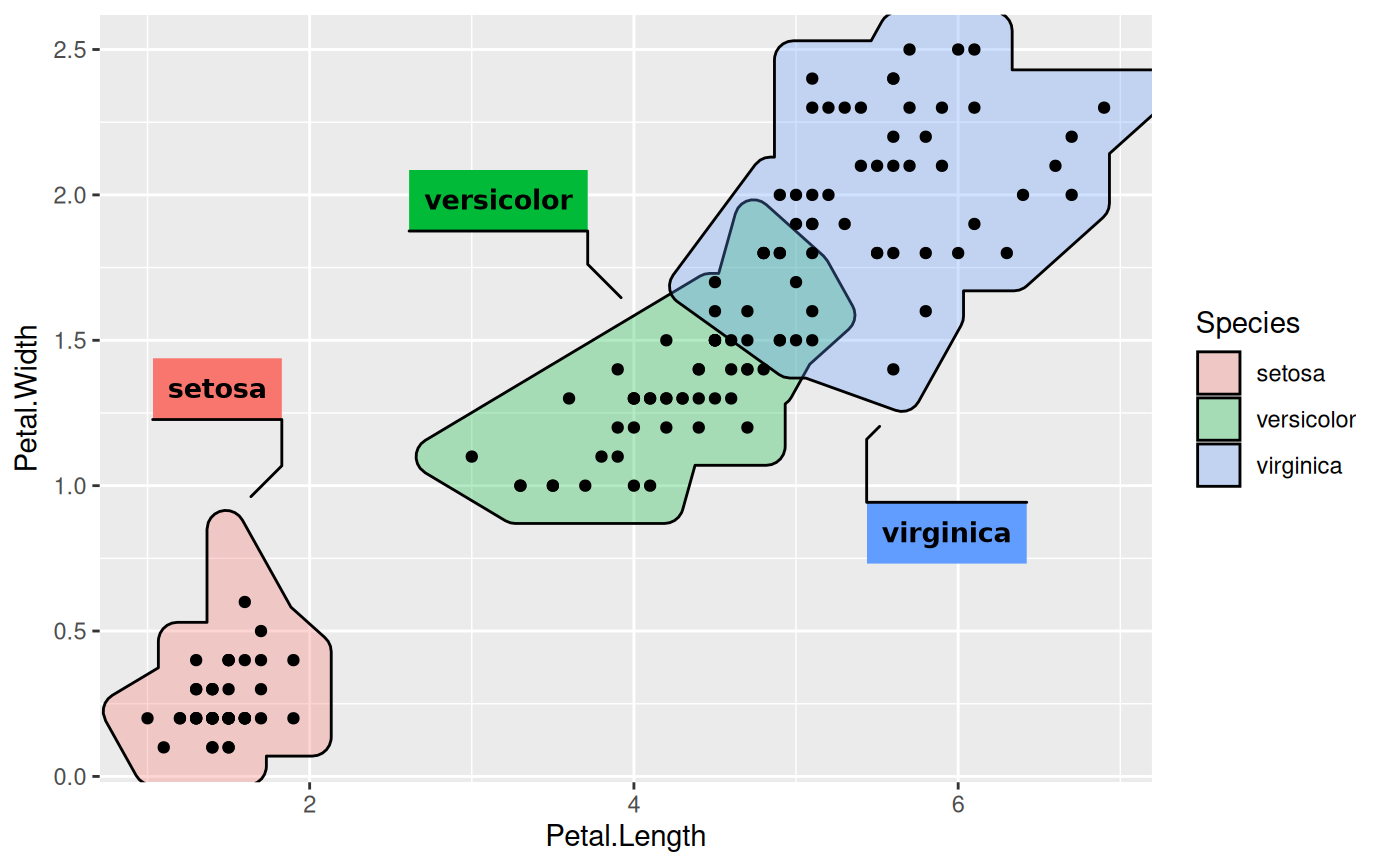 2.5
2.0
1.5
1.0
0.5
0.0
Petal.Width
versicolor
setosa
virginica
2
4
6
Petal.Length
Species
setosa
versicolor
virginica